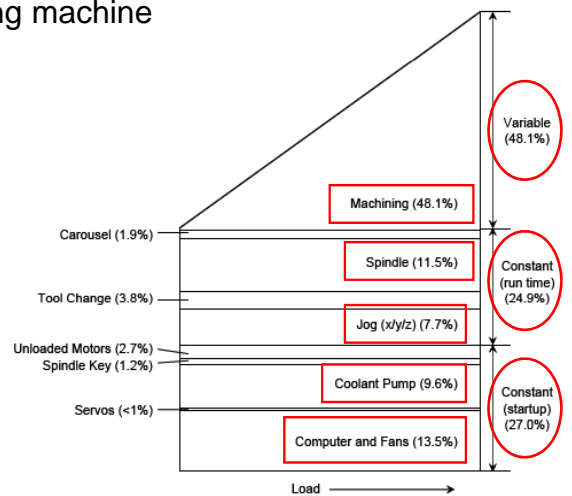 ng machine
Variable
(48.1%)
Machining (48.1%)
Carousel (1.9%)
Spindle (11.5%)
Constant
(run time)
24.9%)
Tool Change (3.8%)
Jog (x/y/z) (7.7%)
Unloaded Motors (2.7%)
Spindle Key (1.2%)
Coolant Pump (9.6%)
Constant
(startup)
(27.0%)
Servos (<1%)
Computer and Fans (13.5%)
Load